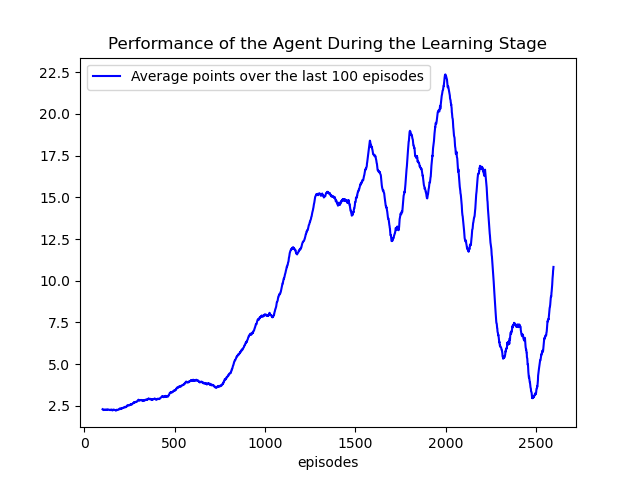 Performance of the Agent During the Learning Stage
Average points over the last 100 episodes
22.5
20.0
17.5
15.0
12.5
10.0
7.5
5.0
2.5
0 500 1000 1500 2000 2500
episodes